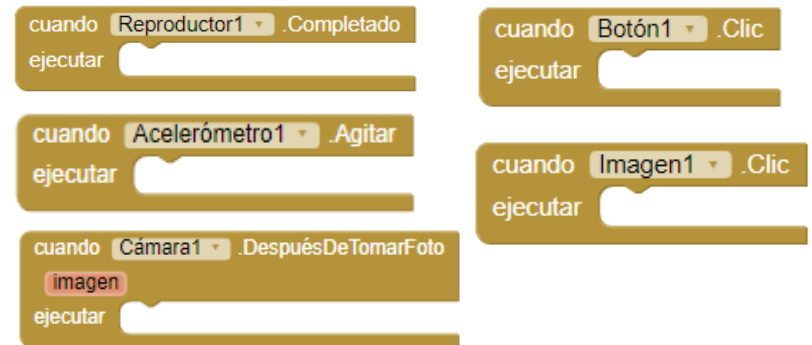 cuando Reproductor1 .Completado
ejecutar
cuando Acelerómetro1 .Agitar
ejecutar
cuando Cámara1 .DespuésDeTomarFoto
imagen
ejecutar
cuando Botón1 .Clic
ejecutar
cuando Imagen1 .Clic
ejecutar